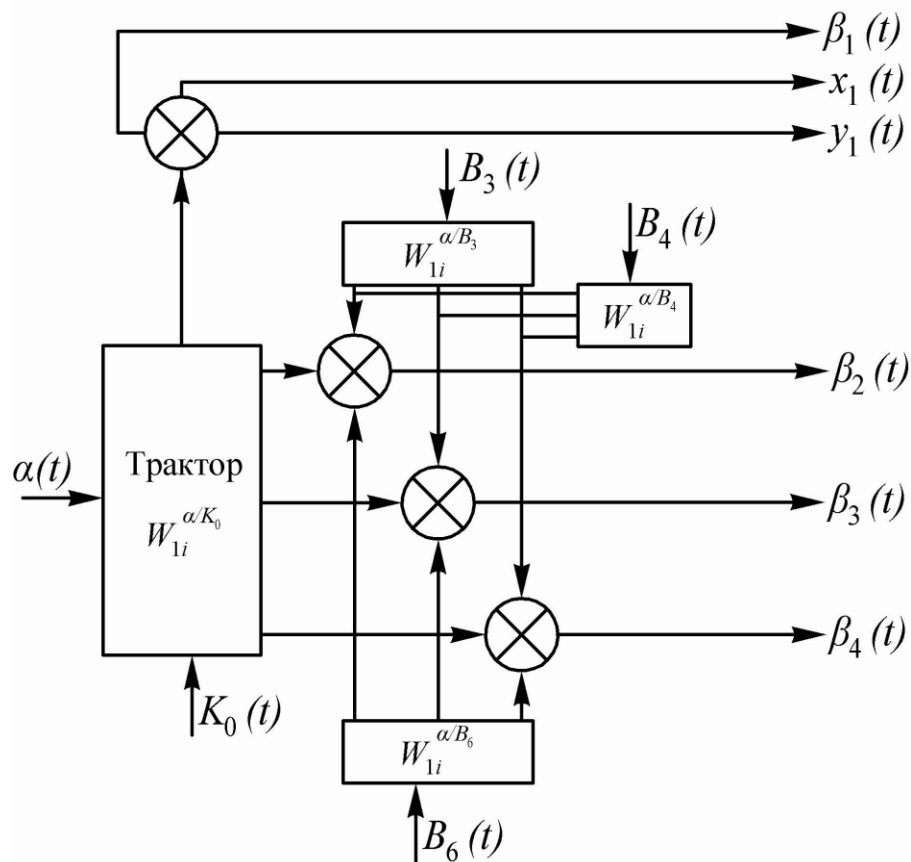 β₁ (t)
x₁ (t)
y₁ (t)
B₃ (t)
W₁ᵢ^α/B₃
B₄ (t)
W₁ᵢ^α/B₄
β₂ (t)
α(t)
Трактор
W₁ᵢ^α/K₀
β₃ (t)
β₄ (t)
K₀ (t)
W₁ᵢ^α/B₆
B₆ (t)